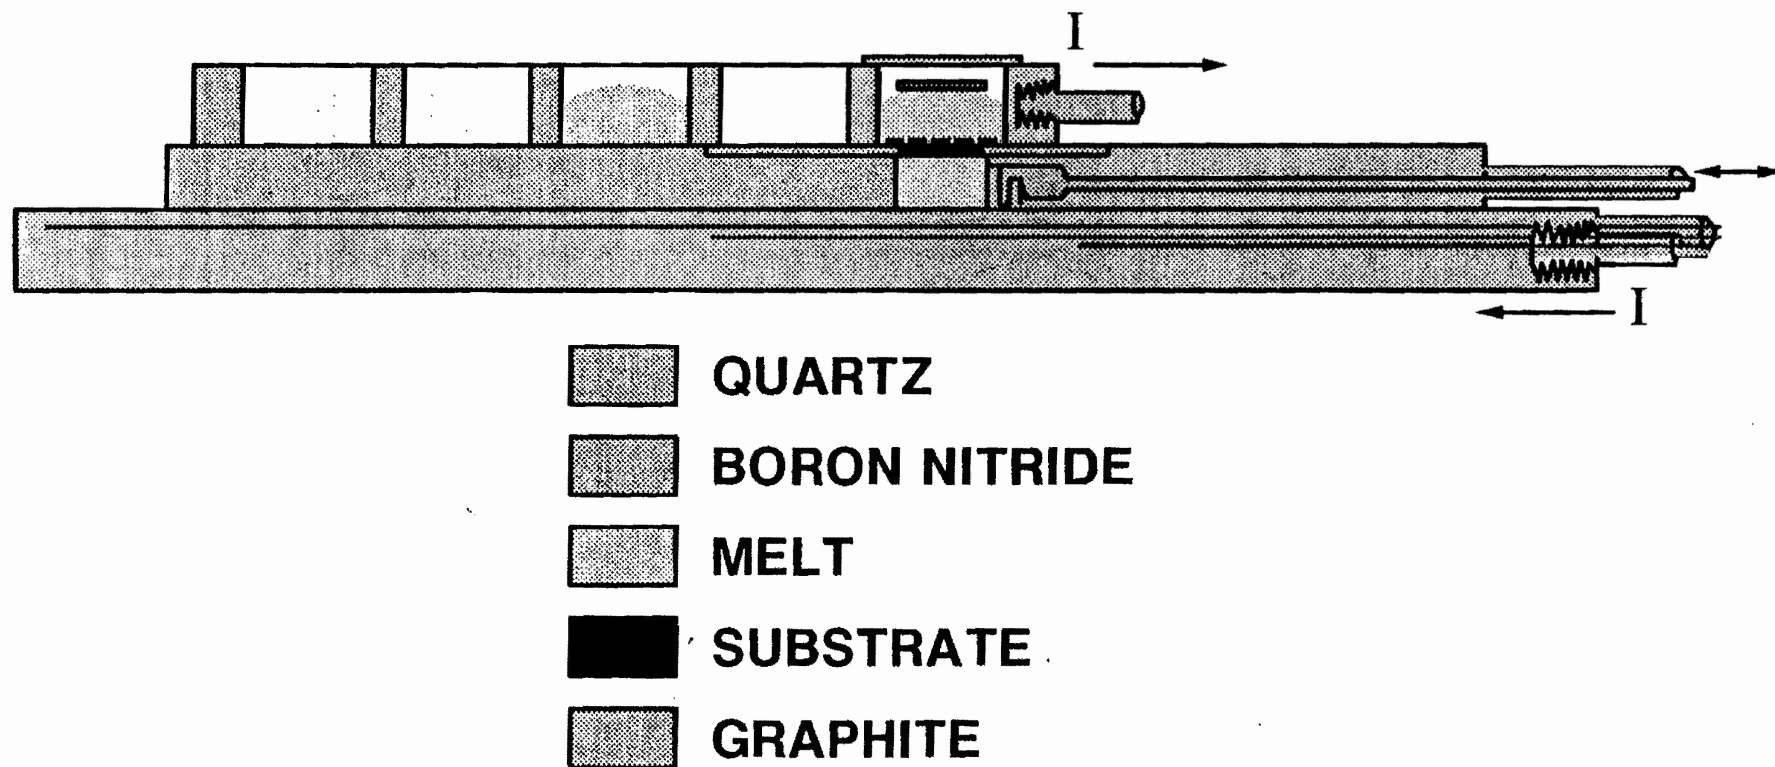 I
I
QUARTZ
BORON NITRIDE
MELT
SUBSTRATE
GRAPHITE